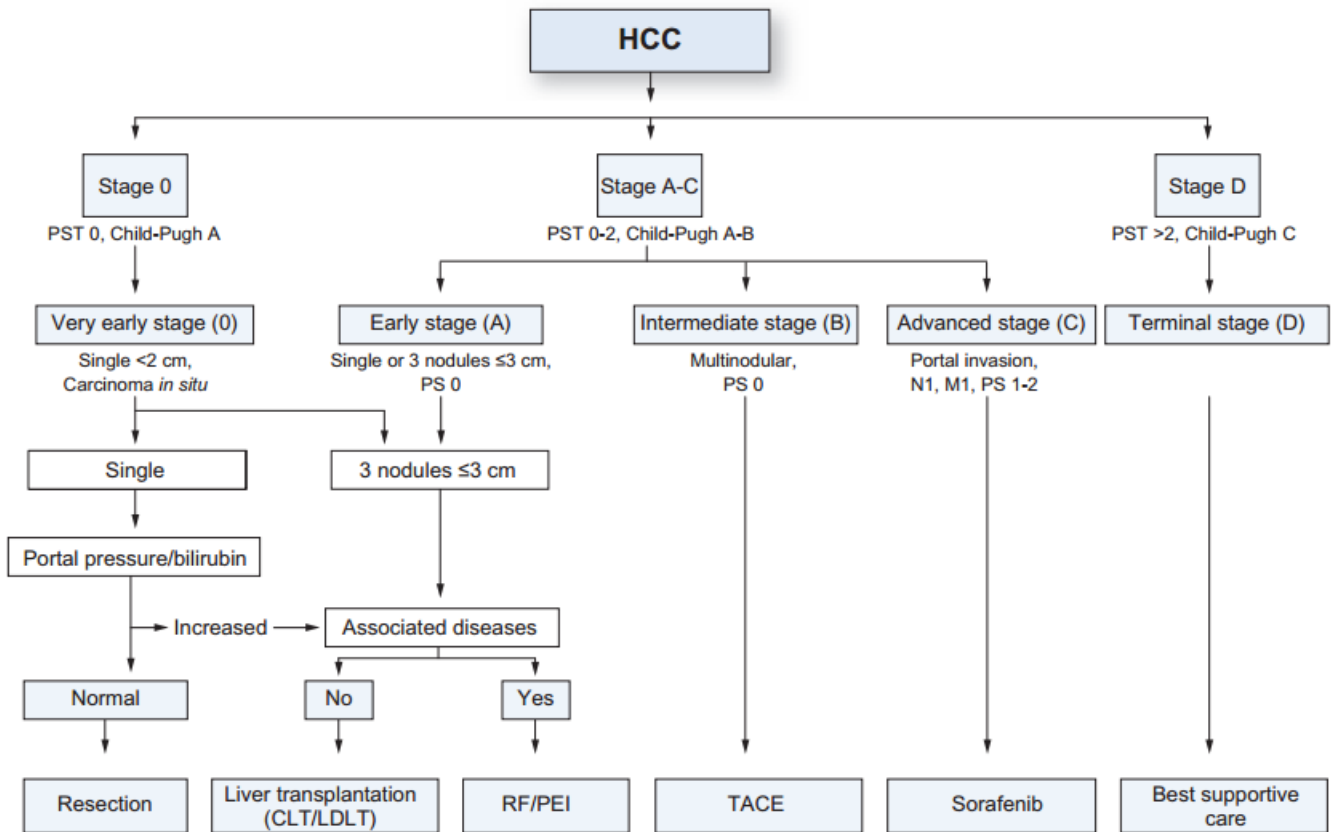 HCC
Stage 0
PST 0, Child-Pugh A
Stage A-C
PST 0-2, Child-Pugh A-B
Stage D
PST >2, Child-Pugh C
Very early stage (0)
Single <2 cm,
Carcinoma in situ
Early stage (A)
Single or 3 nodules ≤3 cm,
PS 0
Intermediate stage (B)
Multinodular,
PS 0
Advanced stage (C)
Portal invasion,
N1, M1, PS 1-2
Terminal stage (D)
Single
3 nodules ≤3 cm
Portal pressure/bilirubin
Increased
Associated diseases
Normal
No
Yes
Resection
Liver transplantation
(CLT/LDLT)
RF/PEI
TACE
Sorafenib
Best supportive
care